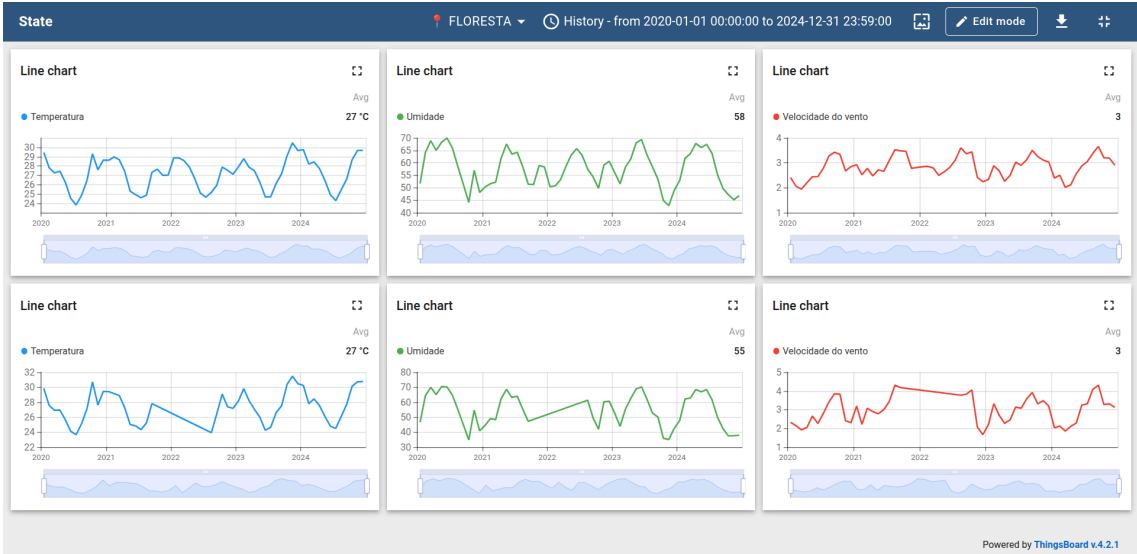 State
FLORESTA
History - from 2020-01-01 00:00:00 to 2024-12-31 23:59:00
Edit mode
Line chart
Avg
Temperatura
27 °C
30
29
28
27
26
25
24
2020 2021 2022 2023 2024
Line chart
Avg
Umidade
58
70
65
60
55
50
45
40
2020 2021 2022 2023 2024
Line chart
Avg
Velocidade do vento
3
4
3
2
1
2020 2021 2022 2023 2024
Line chart
Avg
Temperatura
27 °C
32
30
28
26
24
22
2020 2021 2022 2023 2024
Line chart
Avg
Umidade
55
80
70
60
50
40
30
2020 2021 2022 2023 2024
Line chart
Avg
Velocidade do vento
3
5
4
3
2
1
2020 2021 2022 2023 2024
Powered by ThingsBoard v.4.2.1